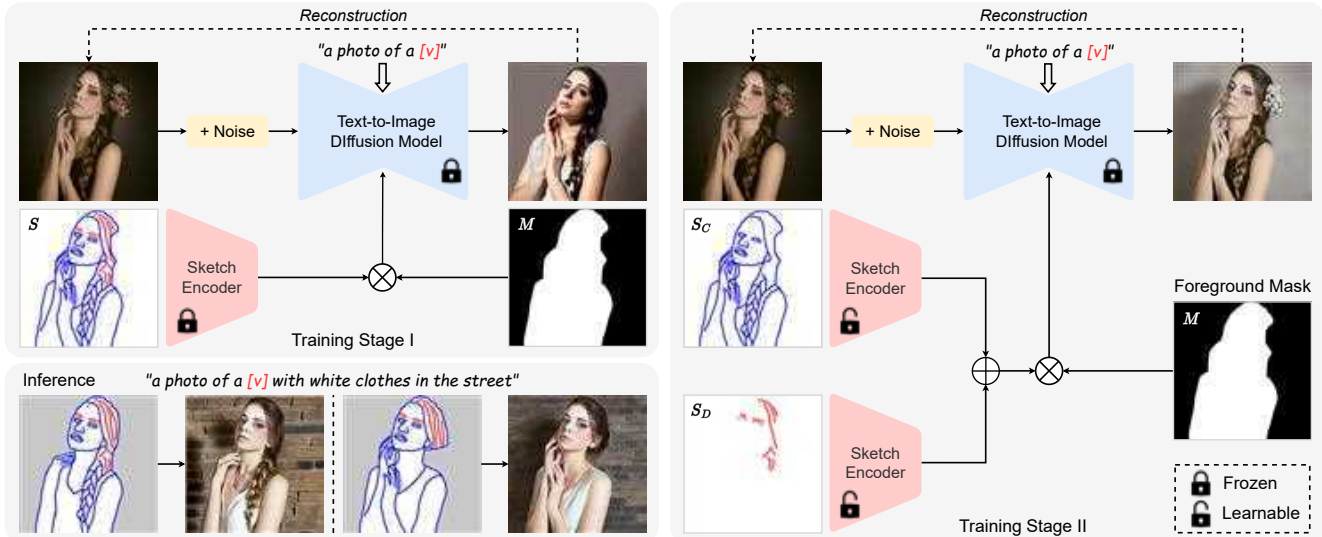 Reconstruction
"a photo of a [v]"
+ Noise
Text-to-Image
DIffusion Model
S
Sketch
Encoder
M
Training Stage I
Inference
"a photo of a [v] with white clothes in the street"
Reconstruction
"a photo of a [v]"
+ Noise
Text-to-Image
DIffusion Model
S_C
Sketch
Encoder
Foreground Mask
M
S_D
Sketch
Encoder
Training Stage II
Frozen
Learnable